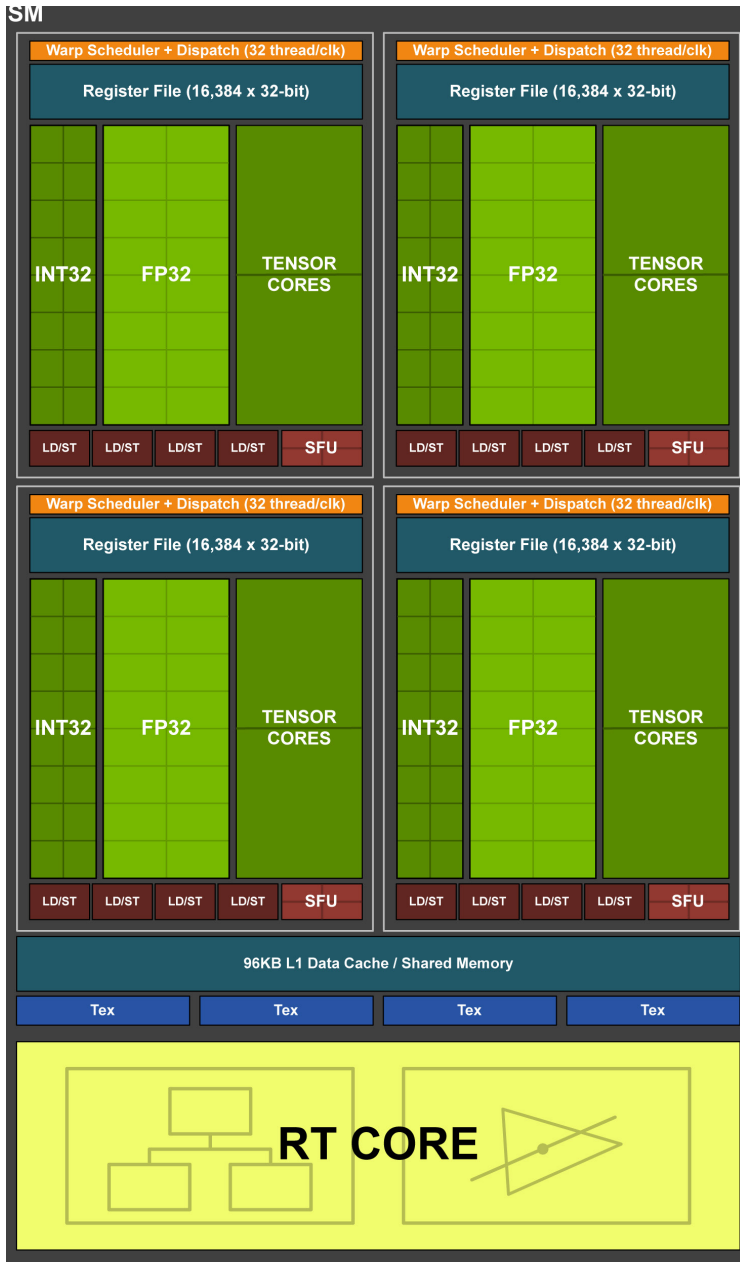 SM
Warp Scheduler + Dispatch (32 thread/clk)
Register File (16,384 x 32-bit)
INT32
FP32
TENSOR
CORES
LD/ST
LD/ST
LD/ST
LD/ST
SFU
Warp Scheduler + Dispatch (32 thread/clk)
Register File (16,384 x 32-bit)
INT32
FP32
TENSOR
CORES
LD/ST
LD/ST
LD/ST
LD/ST
SFU
Warp Scheduler + Dispatch (32 thread/clk)
Register File (16,384 x 32-bit)
INT32
FP32
TENSOR
CORES
LD/ST
LD/ST
LD/ST
LD/ST
SFU
Warp Scheduler + Dispatch (32 thread/clk)
Register File (16,384 x 32-bit)
INT32
FP32
TENSOR
CORES
LD/ST
LD/ST
LD/ST
LD/ST
SFU
96KB L1 Data Cache / Shared Memory
Tex
Tex
Tex
Tex
RT CORE